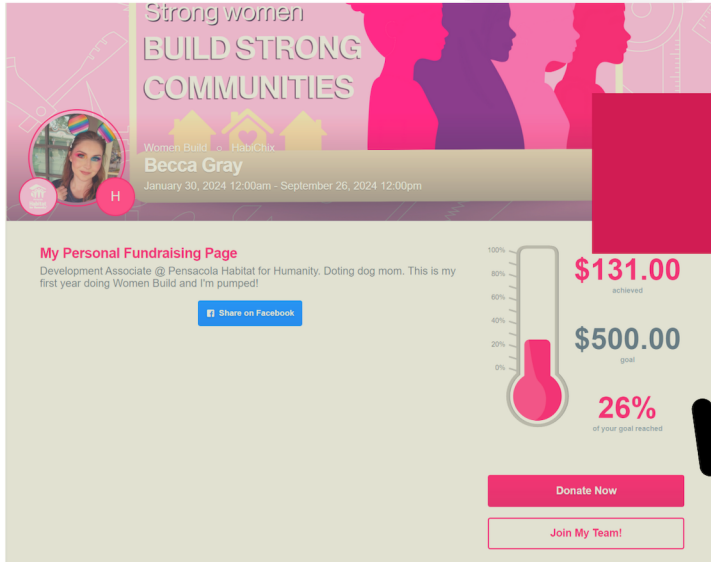 Strong women
BUILD STRONG
COMMUNITIES
Women Build o HabiChix
Becca Gray
January 30, 2024 12:00am - September 26, 2024 12:00pm
H
My Personal Fundraising Page
Development Associate @ Pensacola Habitat for Humanity. Doting dog mom. This is my
first year doing Women Build and I'm pumped!
Share on Facebook
100%
80%
60%
40%
20%
0%
$131.00
achieved
$500.00
goal
26%
of your goal reached
Donate Now
Join My Team!